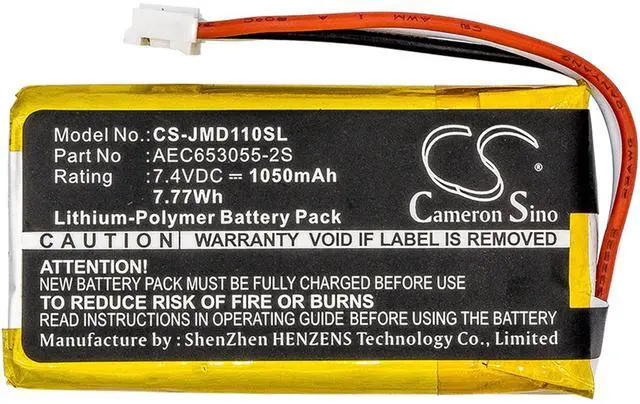 AWM
Model No.: CS-JMD110SL
Part No : AEC653055-2S
Rating : 7.4VDC ⎓ 1050mAh
7.77Wh
Lithium-Polymer Battery Pack
CS
Cameron Sino
CAUTION WARRANTY VOID IF LABEL IS REMOVED
ATTENTION!
NEW BATTERY PACK MUST BE FULLY CHARGED BEFORE USE
TO REDUCE RISK OF FIRE OR BURNS
READ INSTRUCTIONS IN OPERATING GUIDE BEFORE USING THE BATTERY
Manufacture by : ShenZhen HENZENS Technology Co., Limited